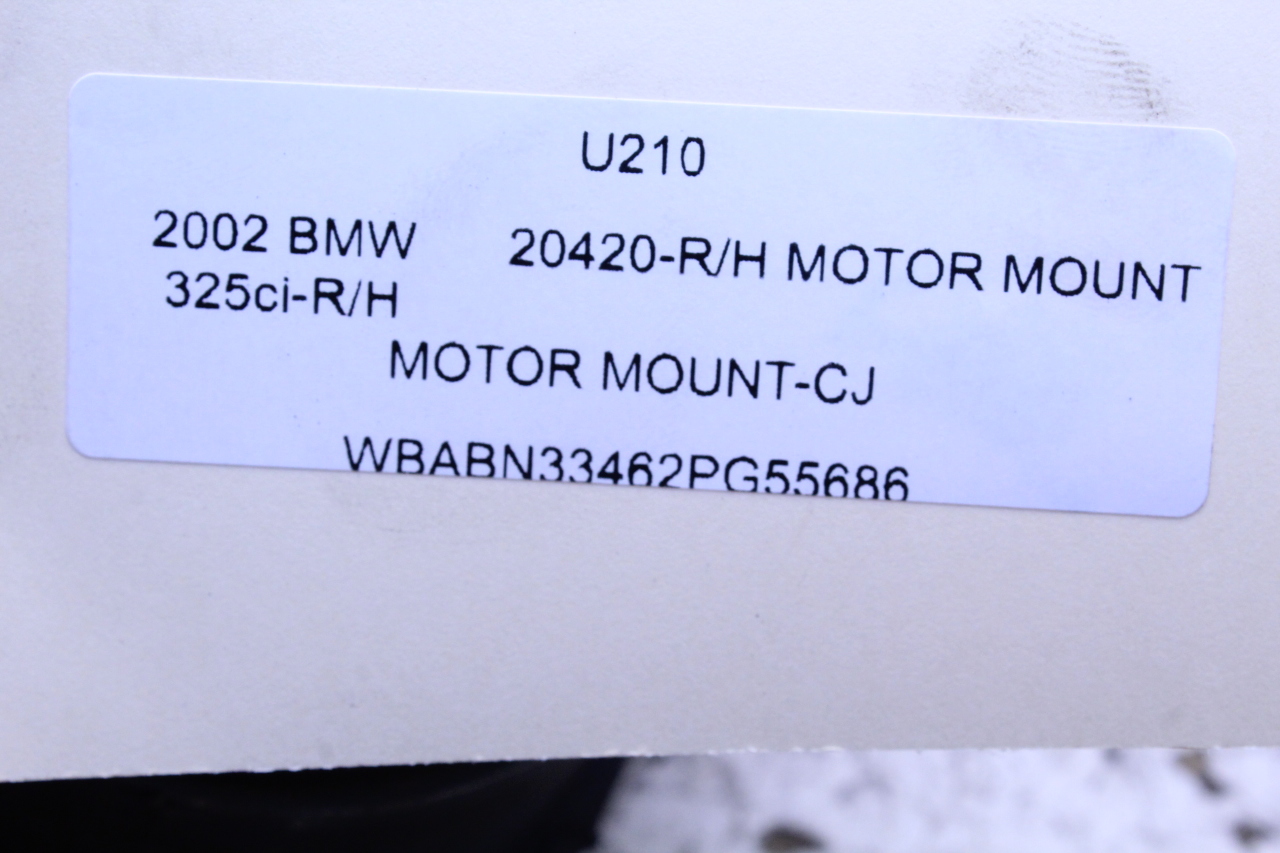 U210
2002 BMW 20420-R/H MOTOR MOUNT
325ci-R/H
MOTOR MOUNT-CJ
WBABN33462PG55686